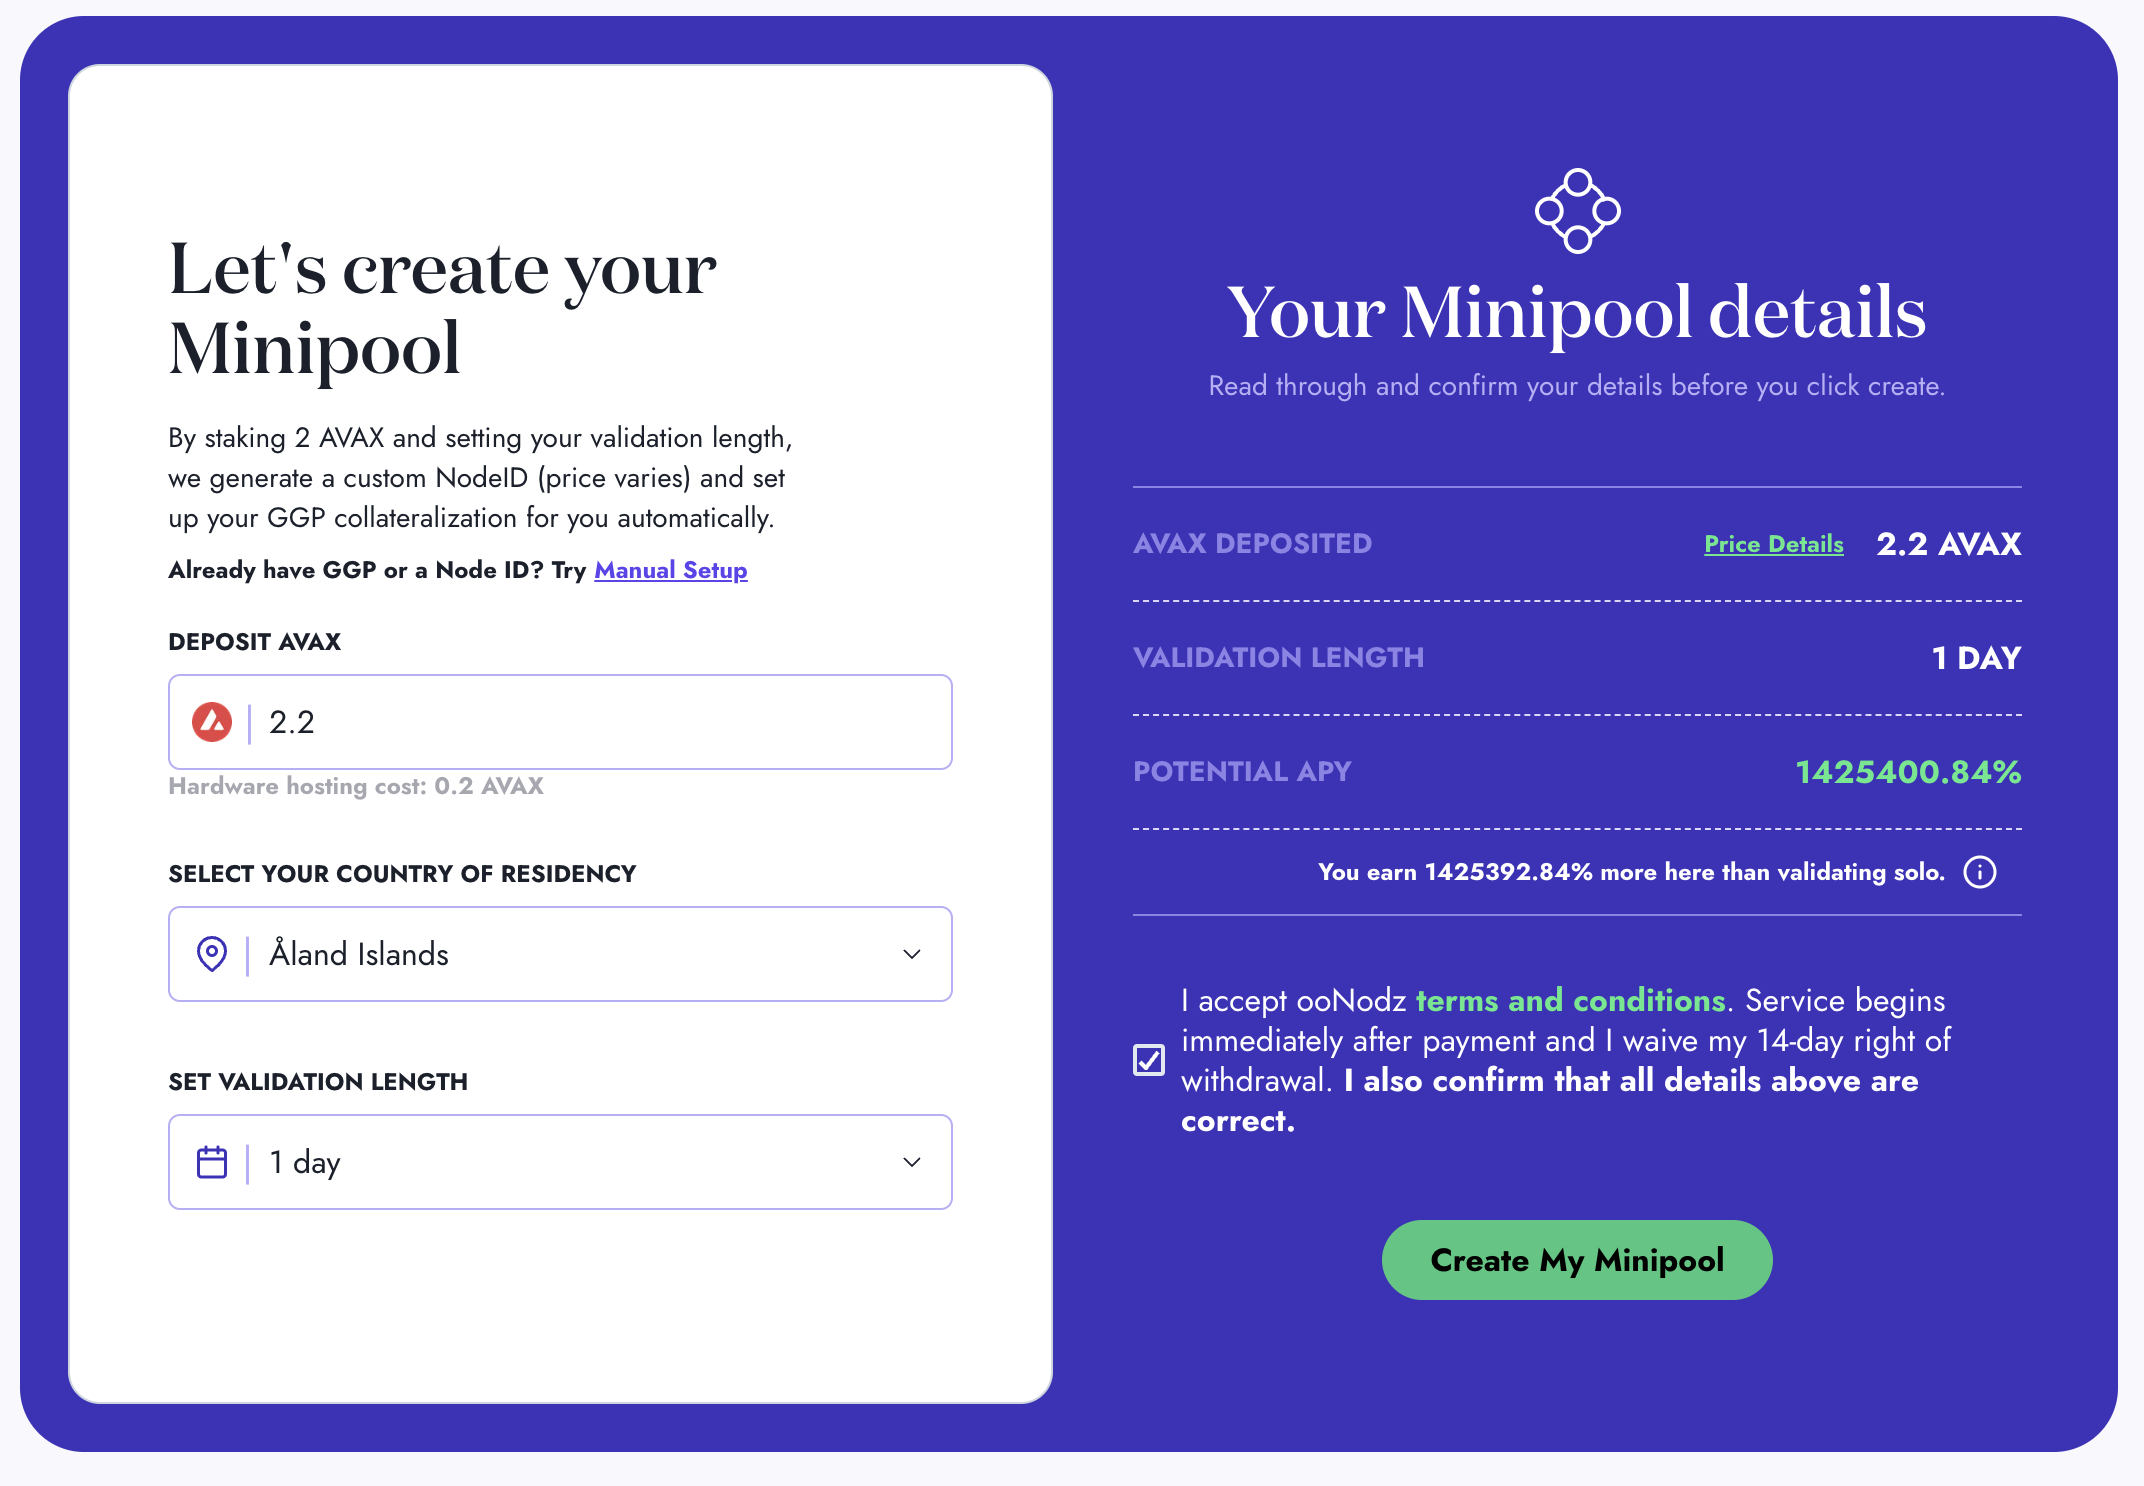 Let's create your
Minipool
By staking 2 AVAX and setting your validation length,
we generate a custom NodeID (price varies) and set
up your GGP collateralization for you automatically.
Already have GGP or a Node ID? Try Manual Setup
DEPOSIT AVAX
2.2
Hardware hosting cost: 0.2 AVAX
SELECT YOUR COUNTRY OF RESIDENCY
Åland Islands
SET VALIDATION LENGTH
1 day
Your Minipool details
Read through and confirm your details before you click create.
AVAX DEPOSITED Price Details 2.2 AVAX
VALIDATION LENGTH 1 DAY
POTENTIAL APY 1425400.84%
You earn 1425392.84% more here than validating solo.
I accept ooNodz terms and conditions. Service begins
immediately after payment and I waive my 14-day right of
withdrawal. I also confirm that all details above are
correct.
Create My Minipool